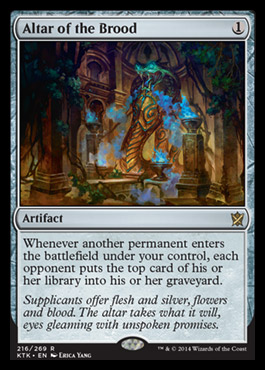 Altar of the Brood 1
Artifact
Whenever another permanent enters
the battlefield under your control, each
opponent puts the top card of his or
her library into his or her graveyard.
Supplicants offer flesh and silver, flowers
and blood. The altar takes what it will,
eyes gleaming with unspoken promises.
216/269 R
KTK • EN Erica Yang ™ & © 2014 Wizards of the Coast